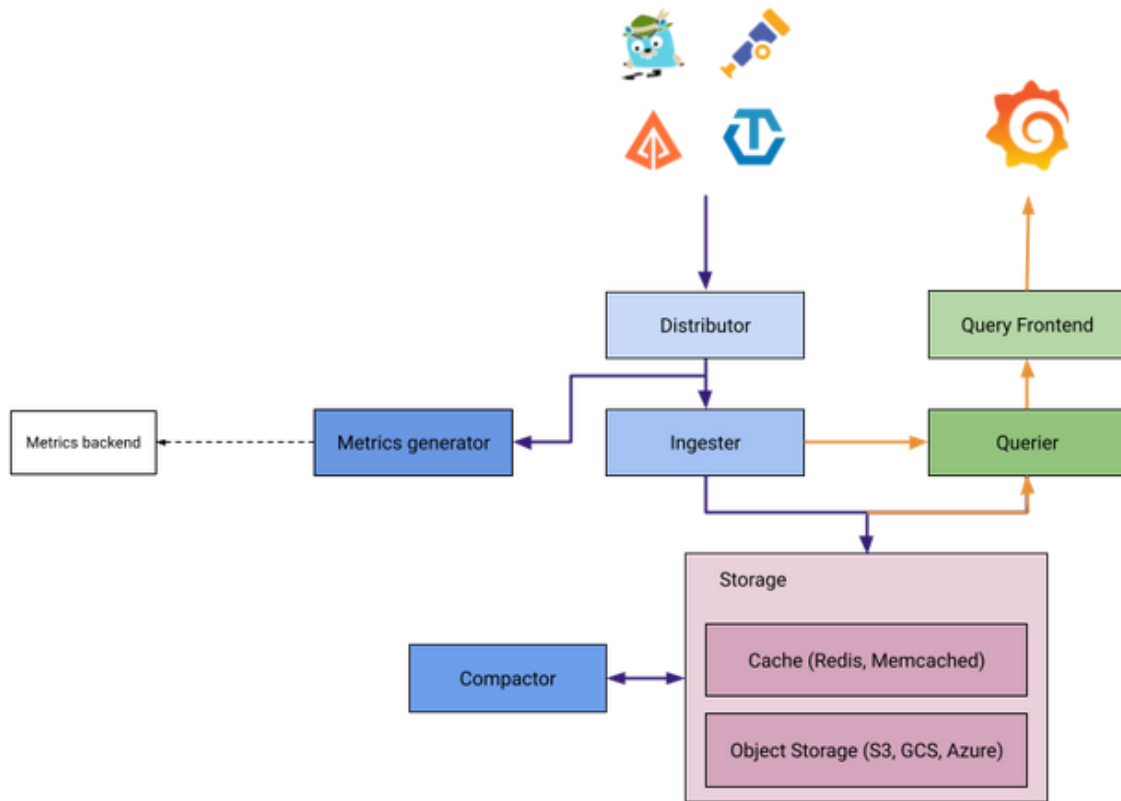 Distributor
Query Frontend
Metrics backend
Metrics generator
Ingester
Querier
Storage
Cache (Redis, Memcached)
Compactor
Object Storage (S3, GCS, Azure)